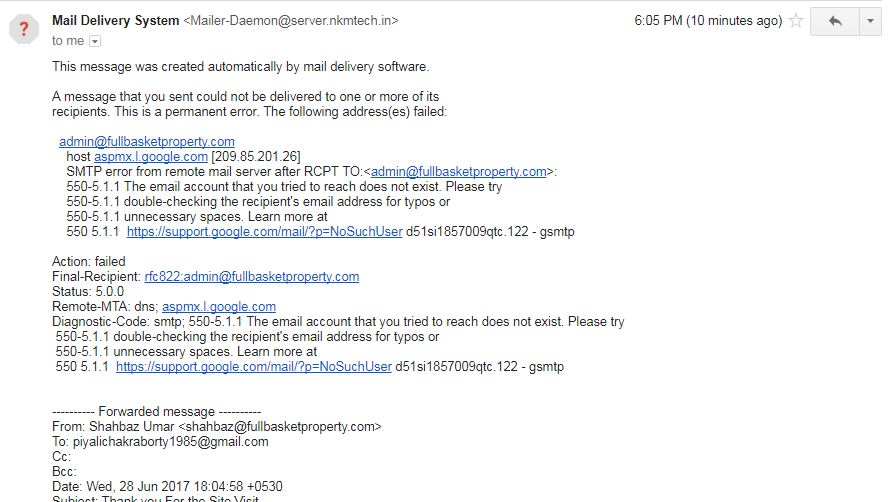 Mail Delivery System <Mailer-Daemon@server.nkmtech.in> 6:05 PM (10 minutes ago)
to me
This message was created automatically by mail delivery software.
A message that you sent could not be delivered to one or more of its
recipients. This is a permanent error. The following address(es) failed:
admin@fullbasketproperty.com
host aspmx.l.google.com [209.85.201.26]
SMTP error from remote mail server after RCPT TO:<admin@fullbasketproperty.com>:
550-5.1.1 The email account that you tried to reach does not exist. Please try
550-5.1.1 double-checking the recipient's email address for typos or
550-5.1.1 unnecessary spaces. Learn more at
550 5.1.1 https://support.google.com/mail/?p=NoSuchUser d51si1857009qtc.122 - gsmtp
Action: failed
Final-Recipient: rfc822;admin@fullbasketproperty.com
Status: 5.0.0
Remote-MTA: dns; aspmx.l.google.com
Diagnostic-Code: smtp; 550-5.1.1 The email account that you tried to reach does not exist. Please try
550-5.1.1 double-checking the recipient's email address for typos or
550-5.1.1 unnecessary spaces. Learn more at
550 5.1.1 https://support.google.com/mail/?p=NoSuchUser d51si1857009qtc.122 - gsmtp
---------- Forwarded message ----------
From: Shahbaz Umar <shahbaz@fullbasketproperty.com>
To: piyalichakraborty1985@gmail.com
Cc:
Bcc:
Date: Wed, 28 Jun 2017 18:04:58 +0530
Subject: Thank you For the Site Visit